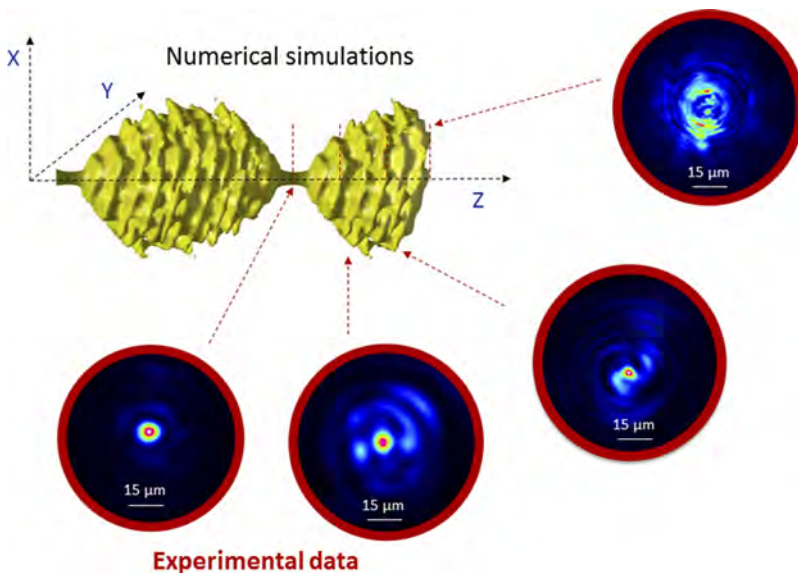 Numerical simulations
X
Y
Z
15 μm
15 μm
15 μm
15 μm
Experimental data